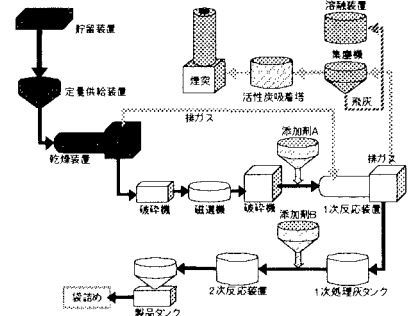 貯留装置
定量供給装置
乾燥装置
排ガス
煙突
活性炭吸着塔
溶融装置
集塵機
飛灰
添加剤A
排ガス
破砕機
磁選機
破砕機
1次反応装置
添加剤B
袋詰め
製品タンク
2次反応装置
1次処理灰タンク